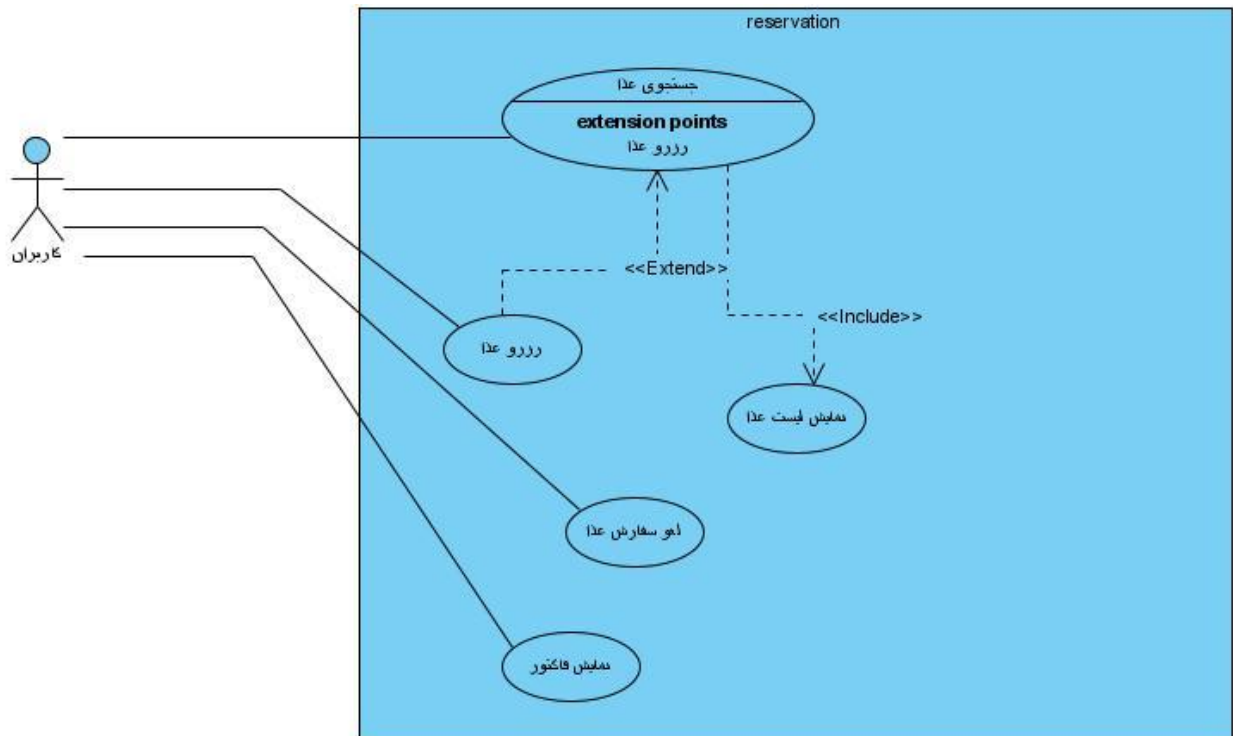 reservation
جستجوی غذا
extension points
رزرو غذا
کاربران
<<Extend>>
<<Include>>
رزرو غذا
نمایش لیست غذا
لغو سفارش غذا
نمایش فاکتور